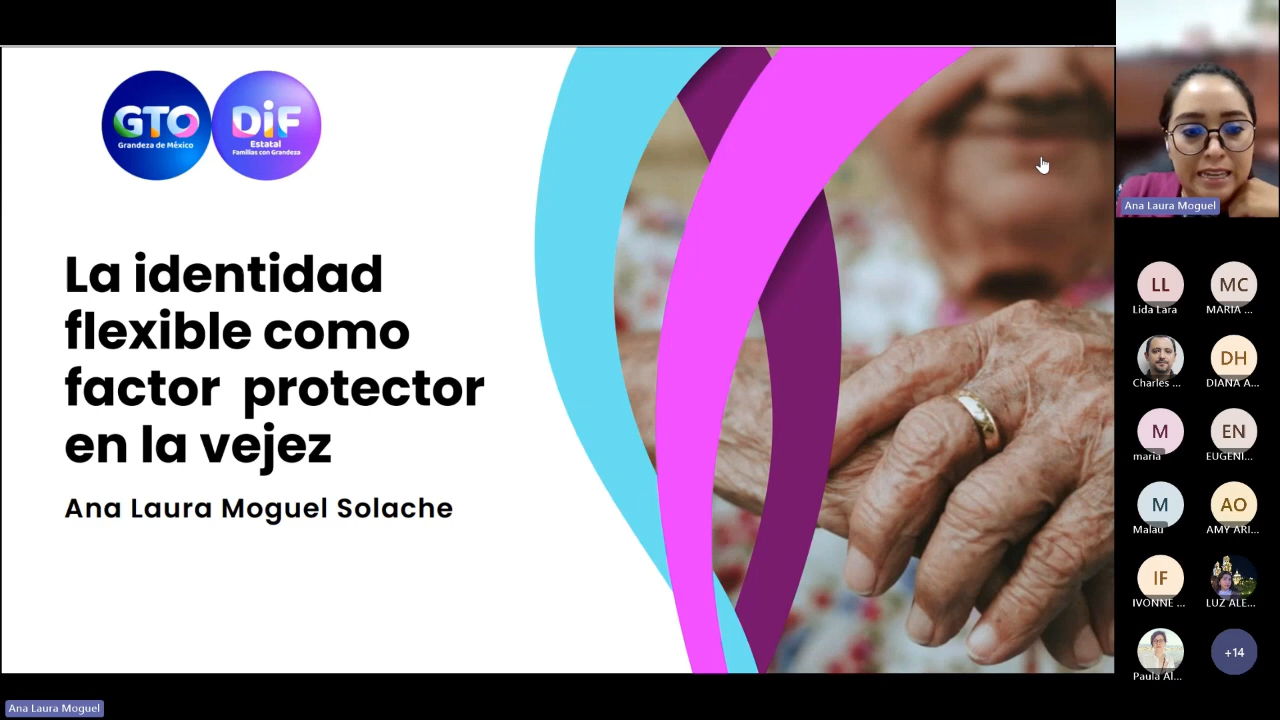 GTO
Grandeza de México
DiF
Estatal
Familias con Grandeza
La identidad
flexible como
factor protector
en la vejez
Ana Laura Moguel Solache
Ana Laura Moguel
LL
Lida Lara
MC
MARIA ...
Charles ...
DH
DIANA A...
M
maria
EN
EUGENI...
M
Malau
AO
AMY ARI...
IF
IVONNE ...
LUZ ALE...
Paula Al...
+14
Ana Laura Moguel